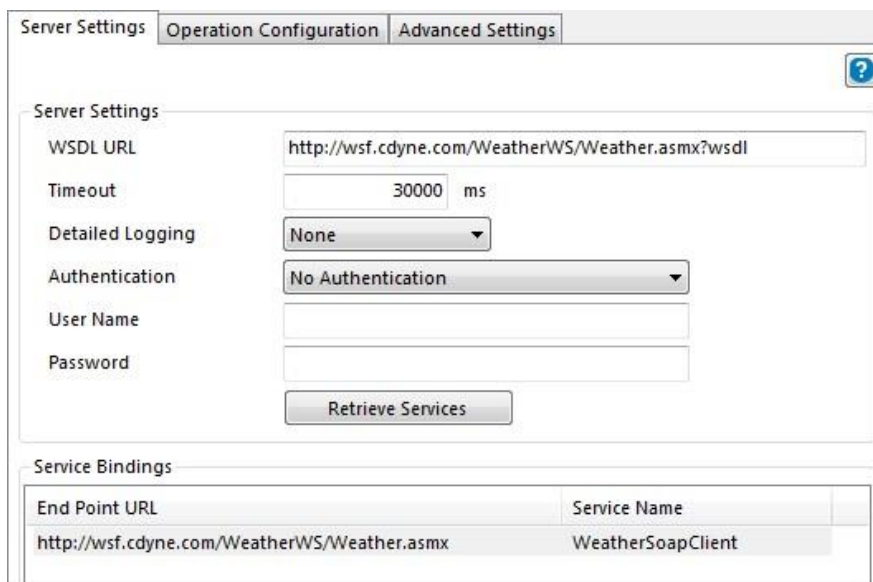 Server Settings Operation Configuration Advanced Settings
?
Server Settings
WSDL URL http://wsf.cdyne.com/WeatherWS/Weather.asmx?wsdl
Timeout 30000 ms
Detailed Logging None
Authentication No Authentication
User Name
Password
Retrieve Services
Service Bindings
End Point URL Service Name
http://wsf.cdyne.com/WeatherWS/Weather.asmx WeatherSoapClient